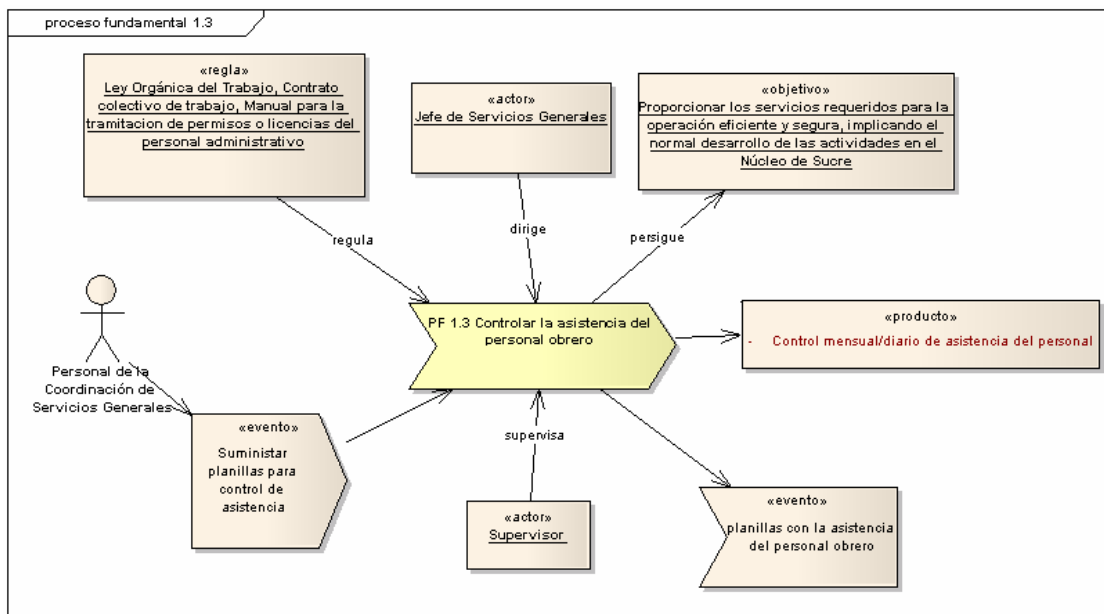 proceso fundamental 1.3
«regla»
Ley Orgánica del Trabajo, Contrato
colectivo de trabajo, Manual para la
tramitacion de permisos o licencias del
personal administrativo
«actor»
Jefe de Servicios Generales
«objetivo»
Proporcionar los servicios requeridos para la
operación eficiente y segura, implicando el
normal desarrollo de las actividades en el
Núcleo de Sucre
regula
dirige
persigue
PF 1.3 Controlar la asistencia del
personal obrero
«producto»
- Control mensual/diario de asistencia del personal
Personal de la
Coordinación de
Servicios Generales
«evento»
Suministar
planillas para
control de
asistencia
supervisa
«actor»
Supervisor
«evento»
planillas con la asistencia
del personal obrero